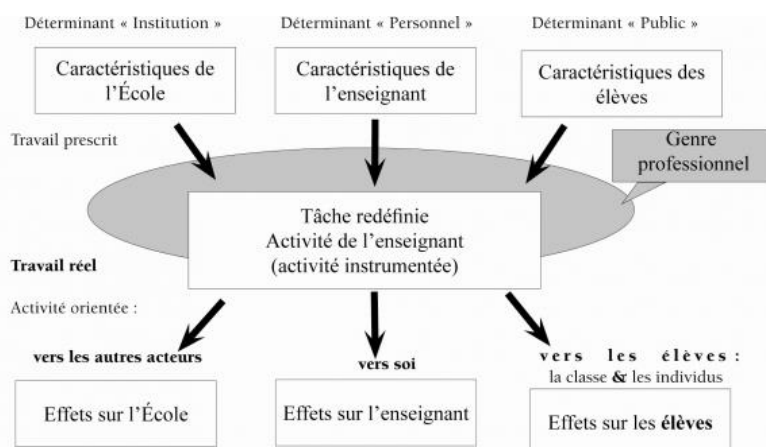 Déterminant « Institution »
Déterminant « Personnel »
Déterminant « Public »
Caractéristiques de
l’École
Caractéristiques de
l’enseignant
Caractéristiques des
élèves
Travail prescrit
Genre
professionnel
Tâche redéfinie
Activité de l’enseignant
(activité instrumentée)
Travail réel
Activité orientée :
vers les autres acteurs
vers soi
vers les élèves :
la classe & les individus
Effets sur l’École
Effets sur l’enseignant
Effets sur les élèves